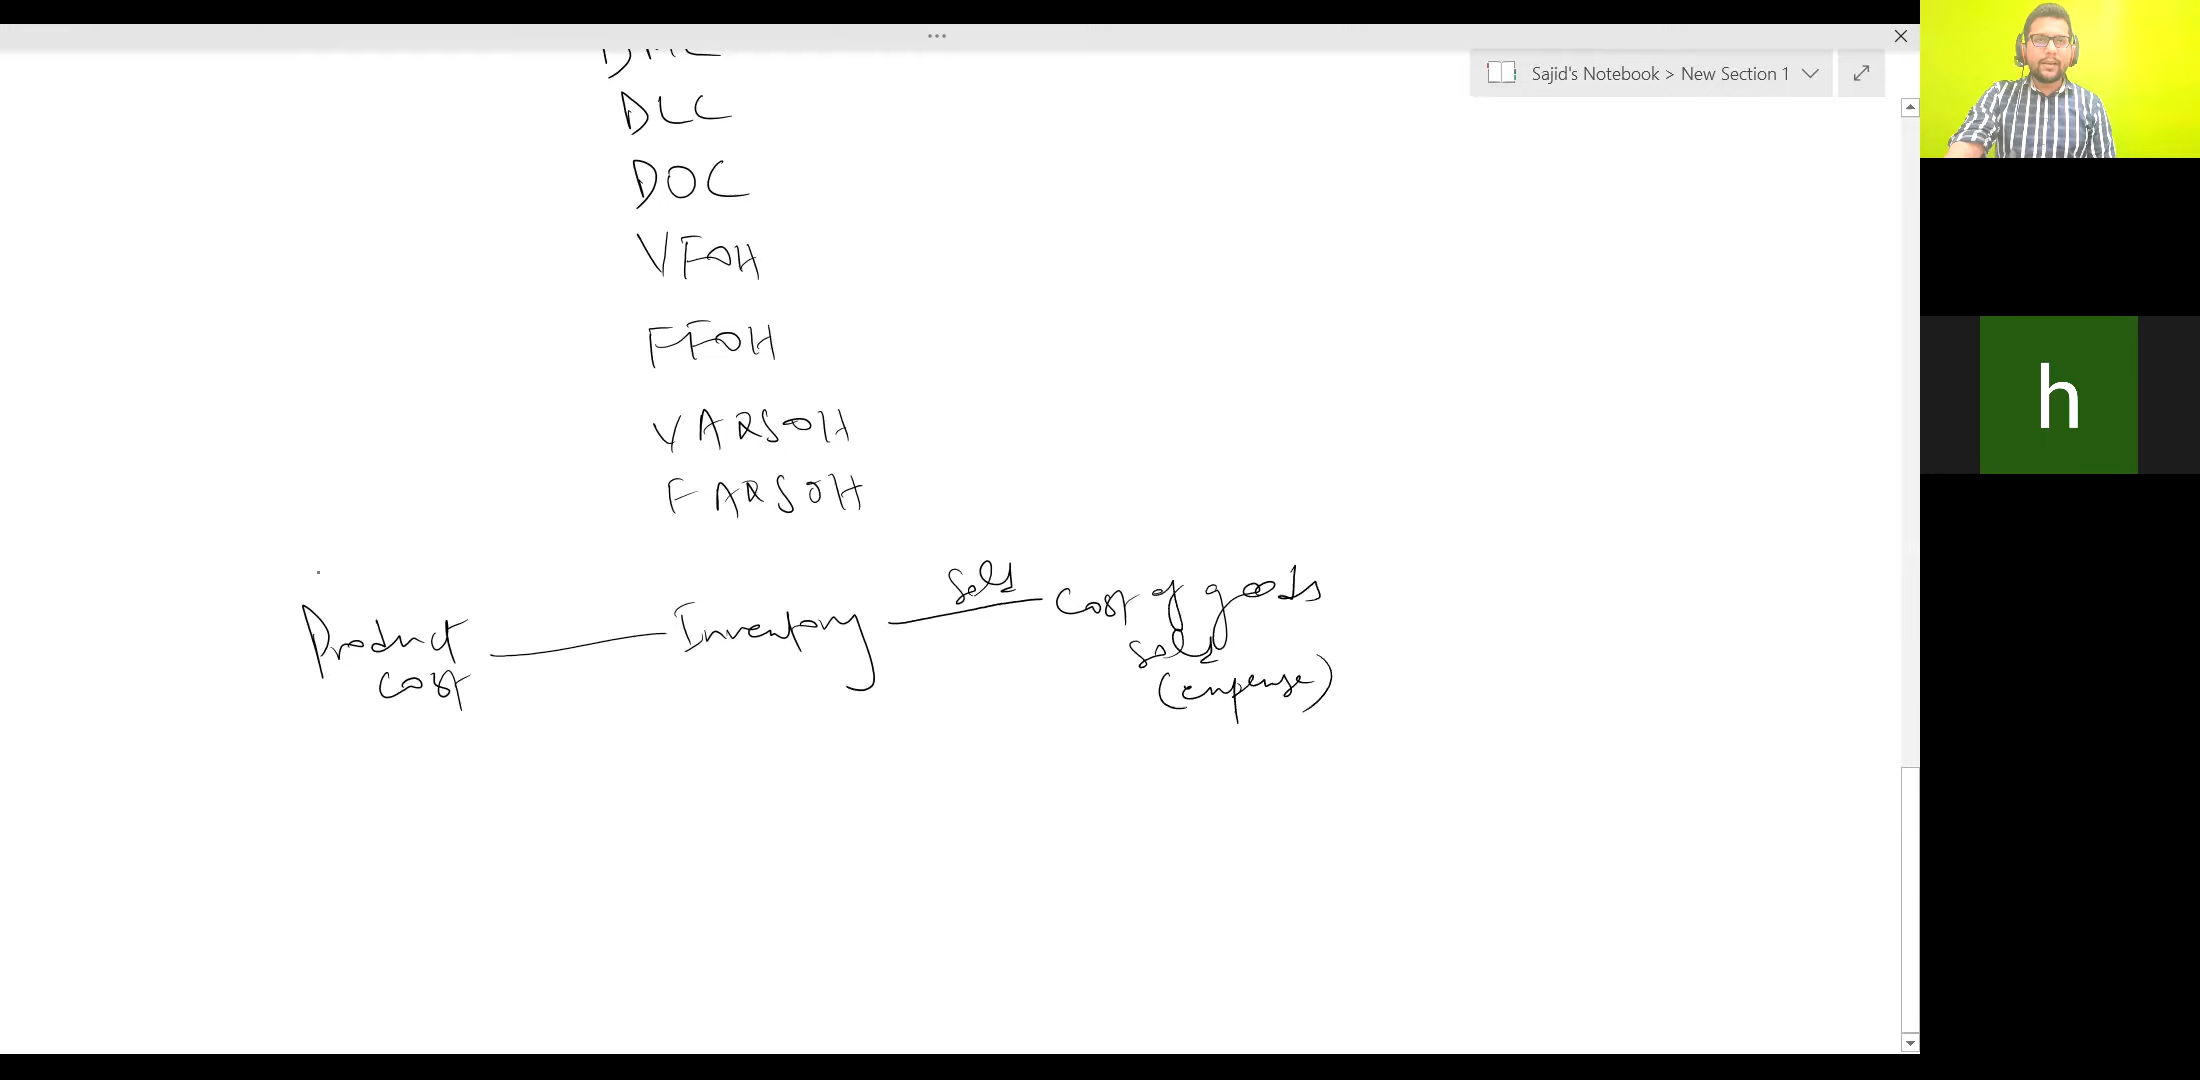 ...
Sajid's Notebook > New Section 1
DMC
DLC
DOC
VFOH
FFOH
VARSOH
FARSOH
Product cost
Inventory
Sold
Cost of goods
Sold
(expense)
h